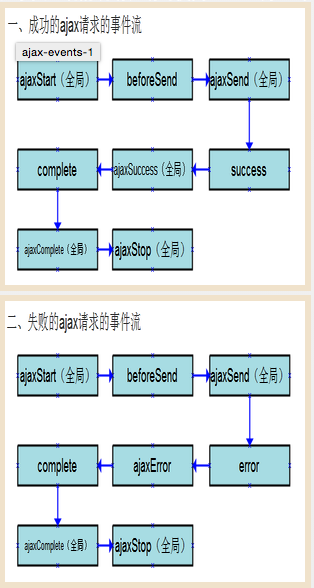 一、成功的ajax请求的事件流
ajax-events-1
ajaxStart（全局）
beforeSend
ajaxSend（全局）
complete
ajaxSuccess（全局）
success
ajaxComplete（全局）
ajaxStop（全局）
二、失败的ajax请求的事件流
ajaxStart（全局）
beforeSend
ajaxSend（全局）
complete
ajaxError
error
ajaxComplete（全局）
ajaxStop（全局）